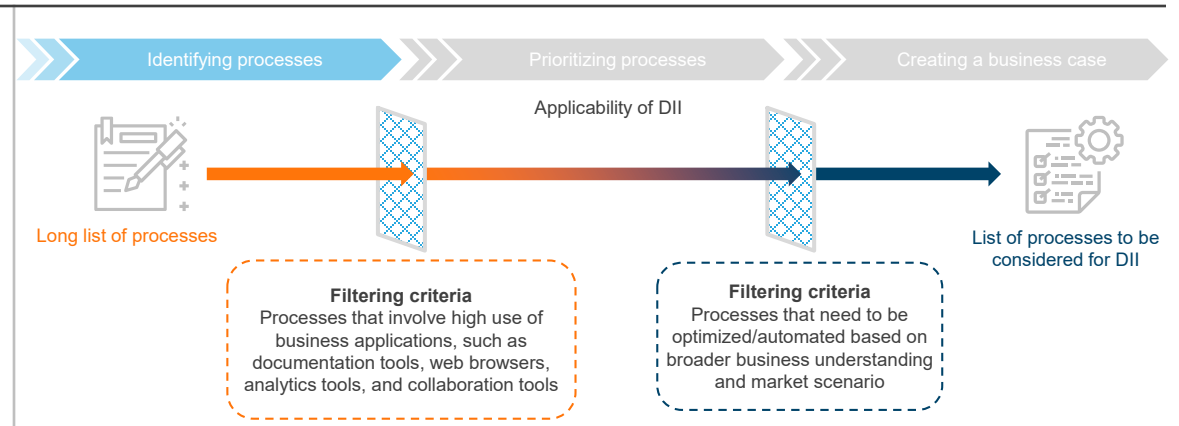 Identifying processes
Prioritizing processes
Creating a business case
Applicability of DII
Long list of processes
List of processes to be
considered for DII
Filtering criteria
Processes that involve high use of
business applications, such as
documentation tools, web browsers,
analytics tools, and collaboration tools
Filtering criteria
Processes that need to be
optimized/automated based on
broader business understanding
and market scenario